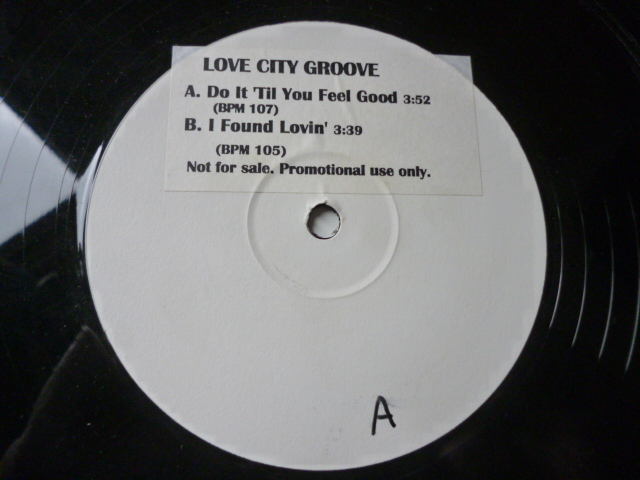 LOVE CITY GROOVE
A. Do It 'Til You Feel Good 3:52
(BPM 107)
B. I Found Lovin' 3:39
(BPM 105)
Not for sale. Promotional use only.
A